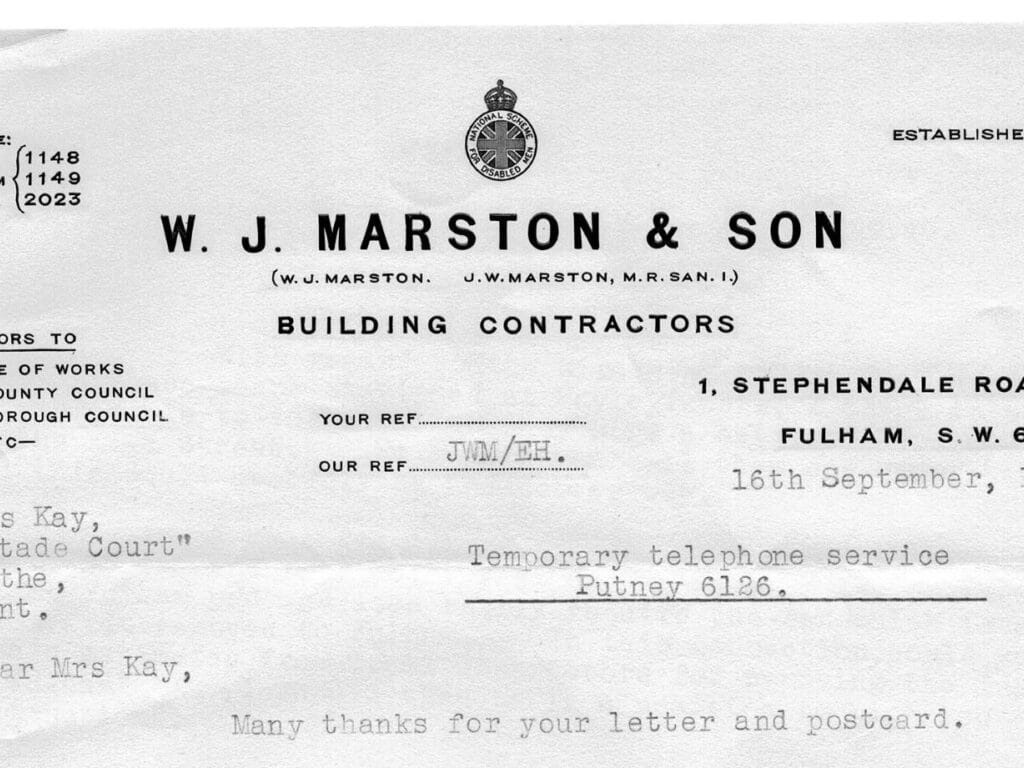 NATIONAL SCHEME
FOR DISABLED MEN
E:
1148
M 1149
2023
ESTABLISHE
W. J. MARSTON & SON
(W. J. MARSTON. J. W. MARSTON, M. R. SAN. I.)
BUILDING CONTRACTORS
ORS TO
E OF WORKS
OUNTY COUNCIL
OROUGH COUNCIL
TC—
1, STEPHENDALE ROA
FULHAM, S. W. 6
YOUR REF
OUR REF JWM/EH.
16th September, 1
s Kay,
tade Court"
the,
nt.
Temporary telephone service
Putney 6126.
ar Mrs Kay,
Many thanks for your letter and postcard.